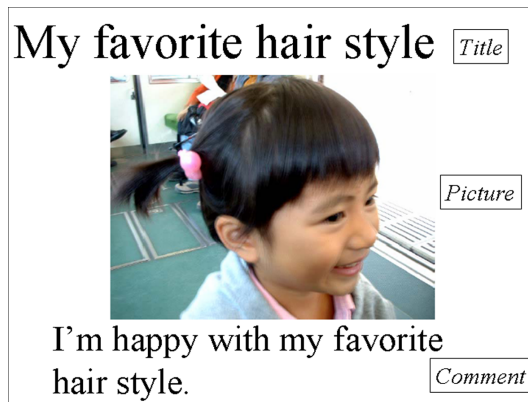 My favorite hair style
Title
Picture
I'm happy with my favorite
hair style.
Comment